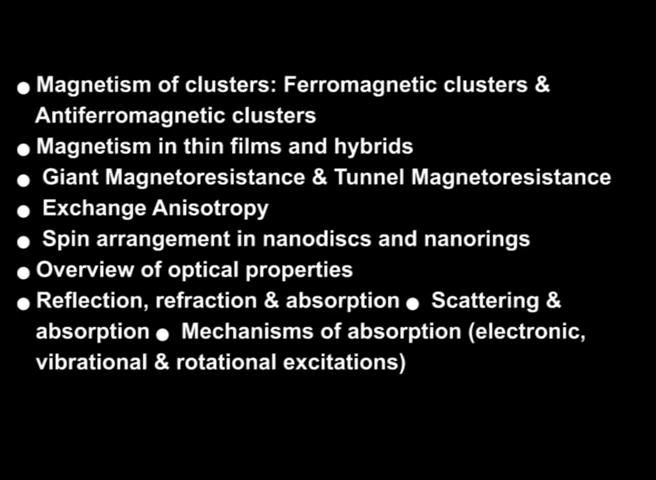 ● Magnetism of clusters: Ferromagnetic clusters &
Antiferromagnetic clusters
● Magnetism in thin films and hybrids
● Giant Magnetoresistance & Tunnel Magnetoresistance
● Exchange Anisotropy
● Spin arrangement in nanodiscs and nanorings
● Overview of optical properties
● Reflection, refraction & absorption ● Scattering &
absorption ● Mechanisms of absorption (electronic,
vibrational & rotational excitations)